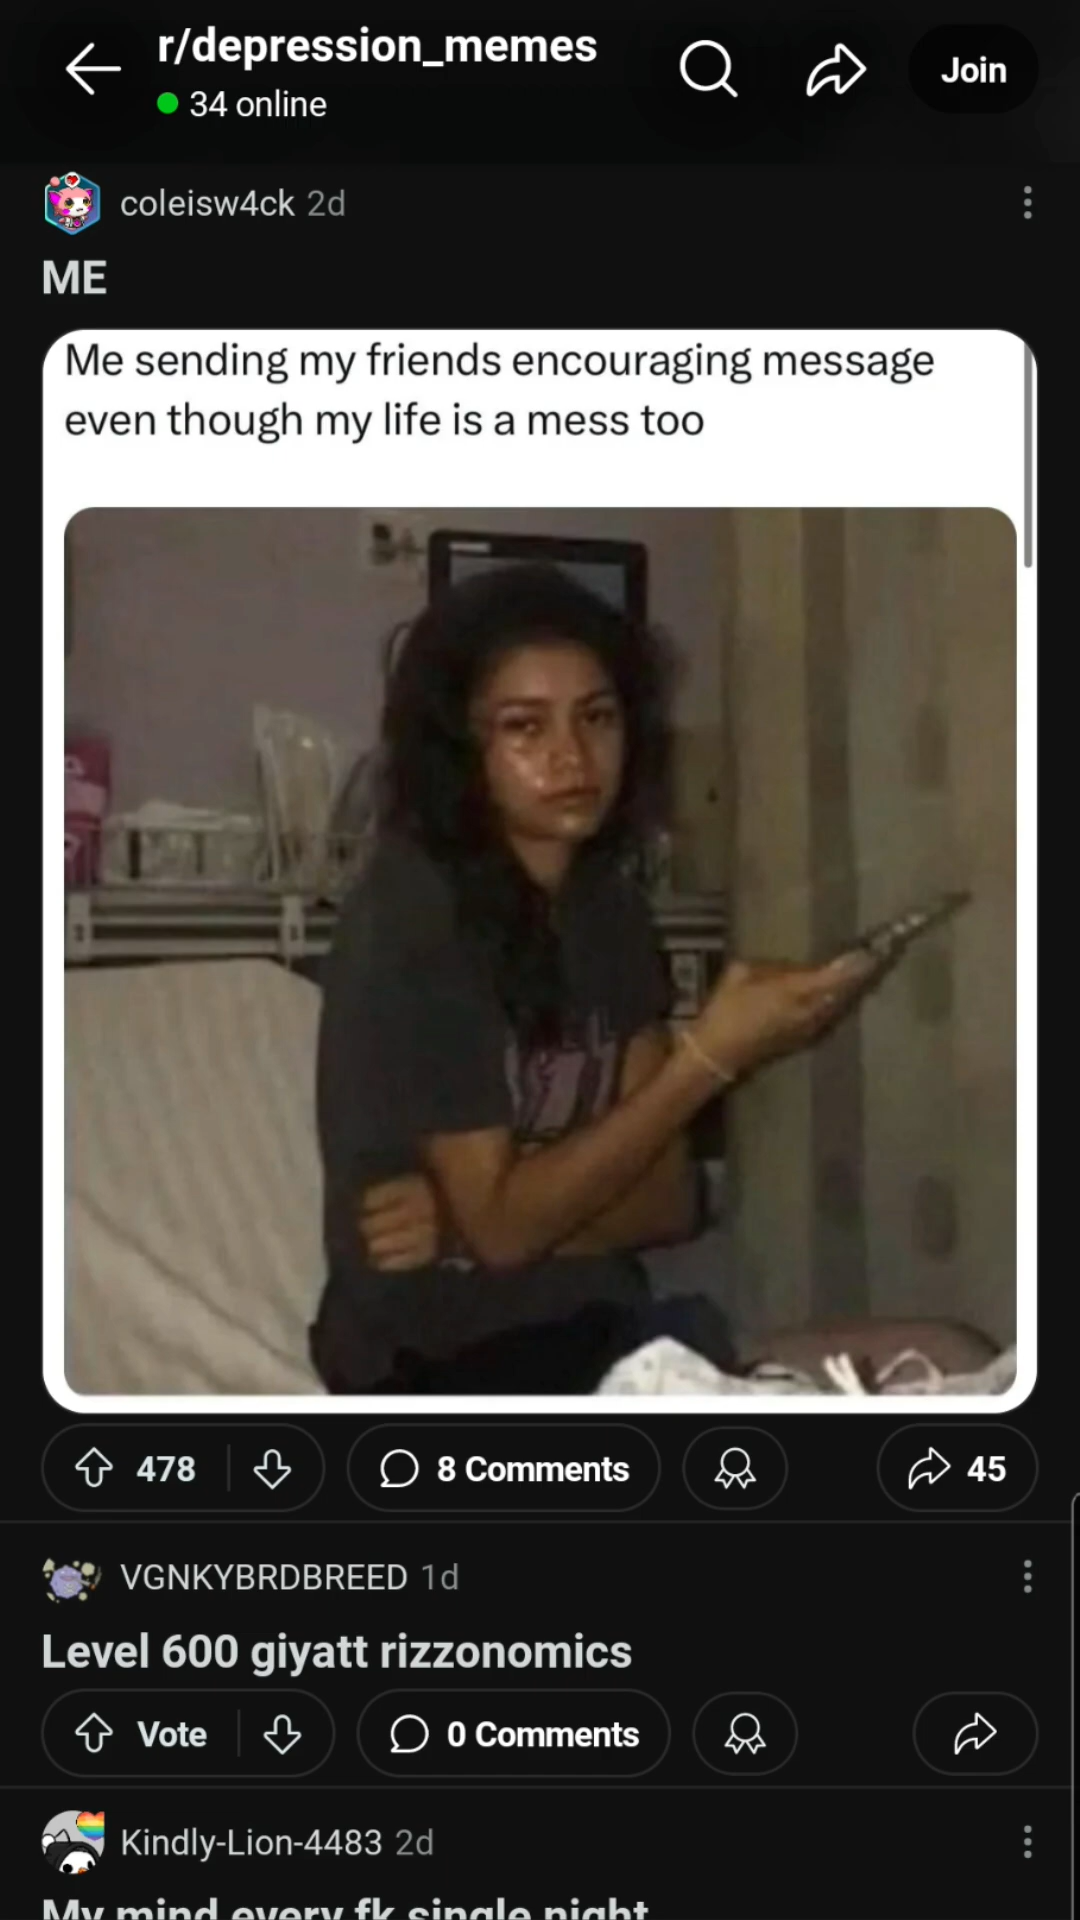 r/depression_memes
34 online
Join
coleisw4ck 2d
ME
Me sending my friends encouraging message
even though my life is a mess too
478
8 Comments
45
VGNKYBRDBREED 1d
Level 600 giyatt rizzonomics
Vote
0 Comments
Kindly-Lion-4483 2d
My mind every fk single night